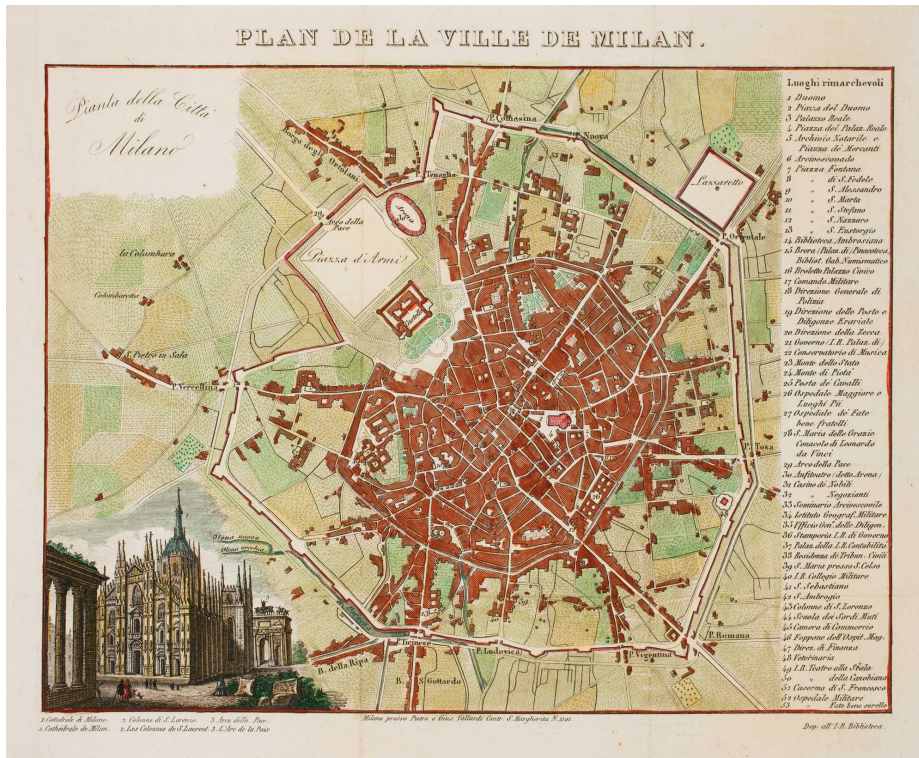 PLAN DE LA VILLE DE MILAN.
Pianta della Città
di
Milano
P. Comasina
P. Nuova
Borgo degli Ortolani
P. Tenaglia
Lazzaretto
Arco della
Pace
Arena
Piazza d'Armi
P. Orientale
la Colombara
Colombaretta
Castello
S. Pietro in Sala
P. Vercellina
P. Tosa
Olona nuova
Olona vecchia
P. Ticinese
P. Ludovica
P. Vigentina
P. Romana
B. della Ripa
B. S. Gottardo
Luoghi rimarchevoli
1 Duomo
2 Piazza del Duomo
3 Palazzo Reale
4 Piazza del Palaz. Reale
5 Archivio Notarile e
Piazza de' Mercanti
6 Arcivescovado
7 Piazza Fontana
8 " di S. Fedele
9 " S. Alessandro
10 " S. Marta
11 " S. Stefano
12 " S. Nazzaro
13 " S. Eustorgio
14 Biblioteca Ambrosiana
15 Brera (Palaz. di) Pinacoteca,
Bibliot. Gab. Numismatico
16 Broletto Palazzo Civico
17 Comando Militare
18 Direzione Generale di
Polizia
19 Direzione delle Poste e
Diligenze Erariale
20 Direzione della Zecca
21 Governo (I.R. Palaz. di)
22 Conservatorio di Musica
23 Monte dello Stato
24 Monte di Pietà
25 Posta de' Cavalli
26 Ospedale Maggiore e
Luoghi Pii
27 Ospedale de' Fate
bene fratelli
28 S. Maria delle Grazie
Cenacolo di Leonardo
da Vinci
29 Arco della Pace
30 Anfiteatro (detto Arena)
31 Casino de' Nobili
32 " Negozianti
33 Seminario Arcivescovile
34 Istituto Geograf. Militare
35 Ufficio Gen. delle Diligen.
36 Stamperia I.R. di Governo
37 Palaz. della I.R. Contabilità
38 Residenza de' Tribun. Civili
39 S. Maria presso S. Celso
40 I.R. Collegio Militare
41 S. Sebastiano
42 S. Ambrogio
43 Colonne di S. Lorenzo
44 Scuola dei Sordi Muti
45 Camera di Commercio
46 Foppone dell'Ospit. Mag.
47 Direz. di Finanza
48 Veterinaria
49 I.R. Teatro alla Scala
50 " della Canobiana
51 Caserma di S. Francesco
52 Ospedale Militare
53 " Fate bene sorelle
1. Cattedrale di Milano. 2. Colonne di S. Lorenzo. 3. Arco della Pace.
1. Cathédrale de Milan. 2. Les Colonnes de S. Laurent. 3. L'Arc de la Paix
Milano presso Pietro e Gius. Vallardi Contr. S. Margherita N. 1101.
Dep. all'I.R. Biblioteca.